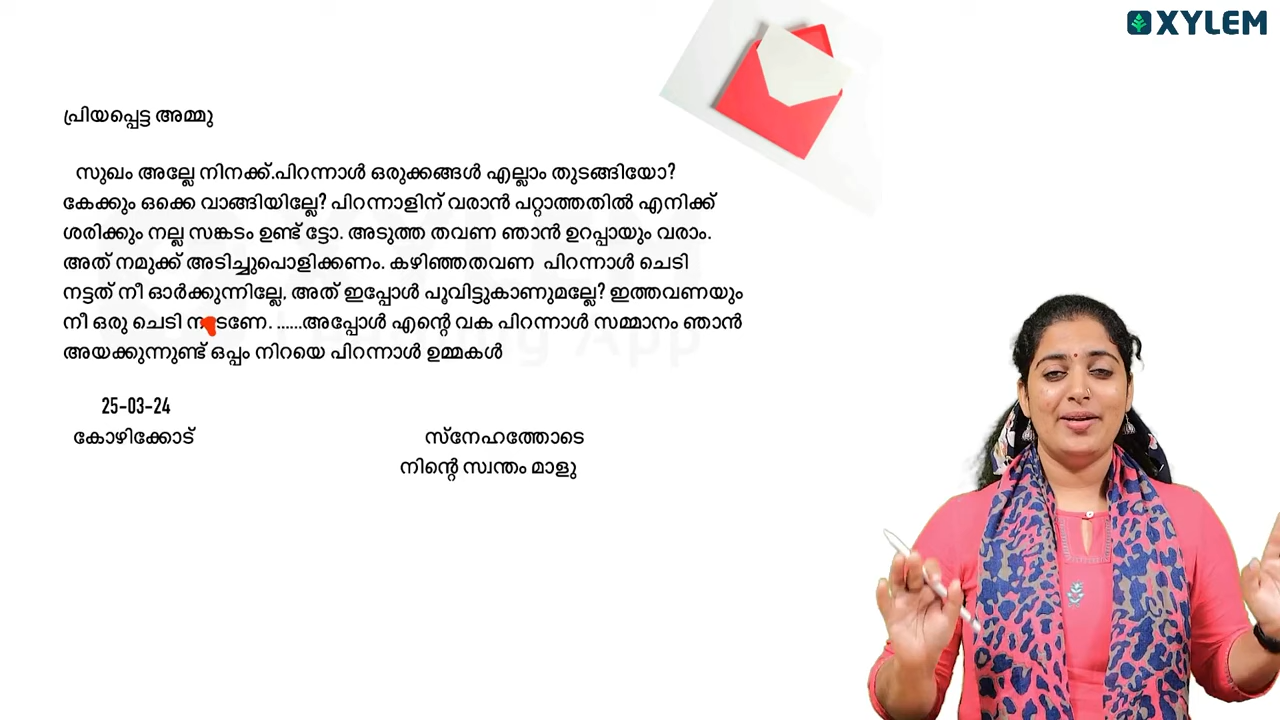 XYLEM
പ്രിയപ്പെട്ട അമ്മു
സുഖം അല്ലേ നിനക്ക്.പിറന്നാൾ ഒരുക്കങ്ങൾ എല്ലാം തുടങ്ങിയോ?
കേക്കും ഒക്കെ വാങ്ങിയില്ലേ? പിറന്നാളിന് വരാൻ പറ്റാത്തതിൽ എനിക്ക്
ശരിക്കും നല്ല സങ്കടം ഉണ്ട് ട്ടോ. അടുത്ത തവണ ഞാൻ ഉറപ്പായും വരാം.
അത് നമുക്ക് അടിച്ചുപൊളിക്കണം. കഴിഞ്ഞതവണ പിറന്നാൾ ചെടി
നട്ടത് നീ ഓർക്കുന്നില്ലേ. അത് ഇപ്പോൾ പൂവിട്ടുകാണുമല്ലേ? ഇത്തവണയും
നീ ഒരു ചെടി ......അപ്പോൾ എന്റെ വക പിറന്നാൾ സമ്മാനം ഞാൻ
അയക്കുന്നുണ്ട് ഒപ്പം നിറയെ പിറന്നാൾ ഉമ്മകൾ
25-03-24
കോഴിക്കോട് സ്നേഹത്തോടെ
നിന്റെ സ്വന്തം മാളു